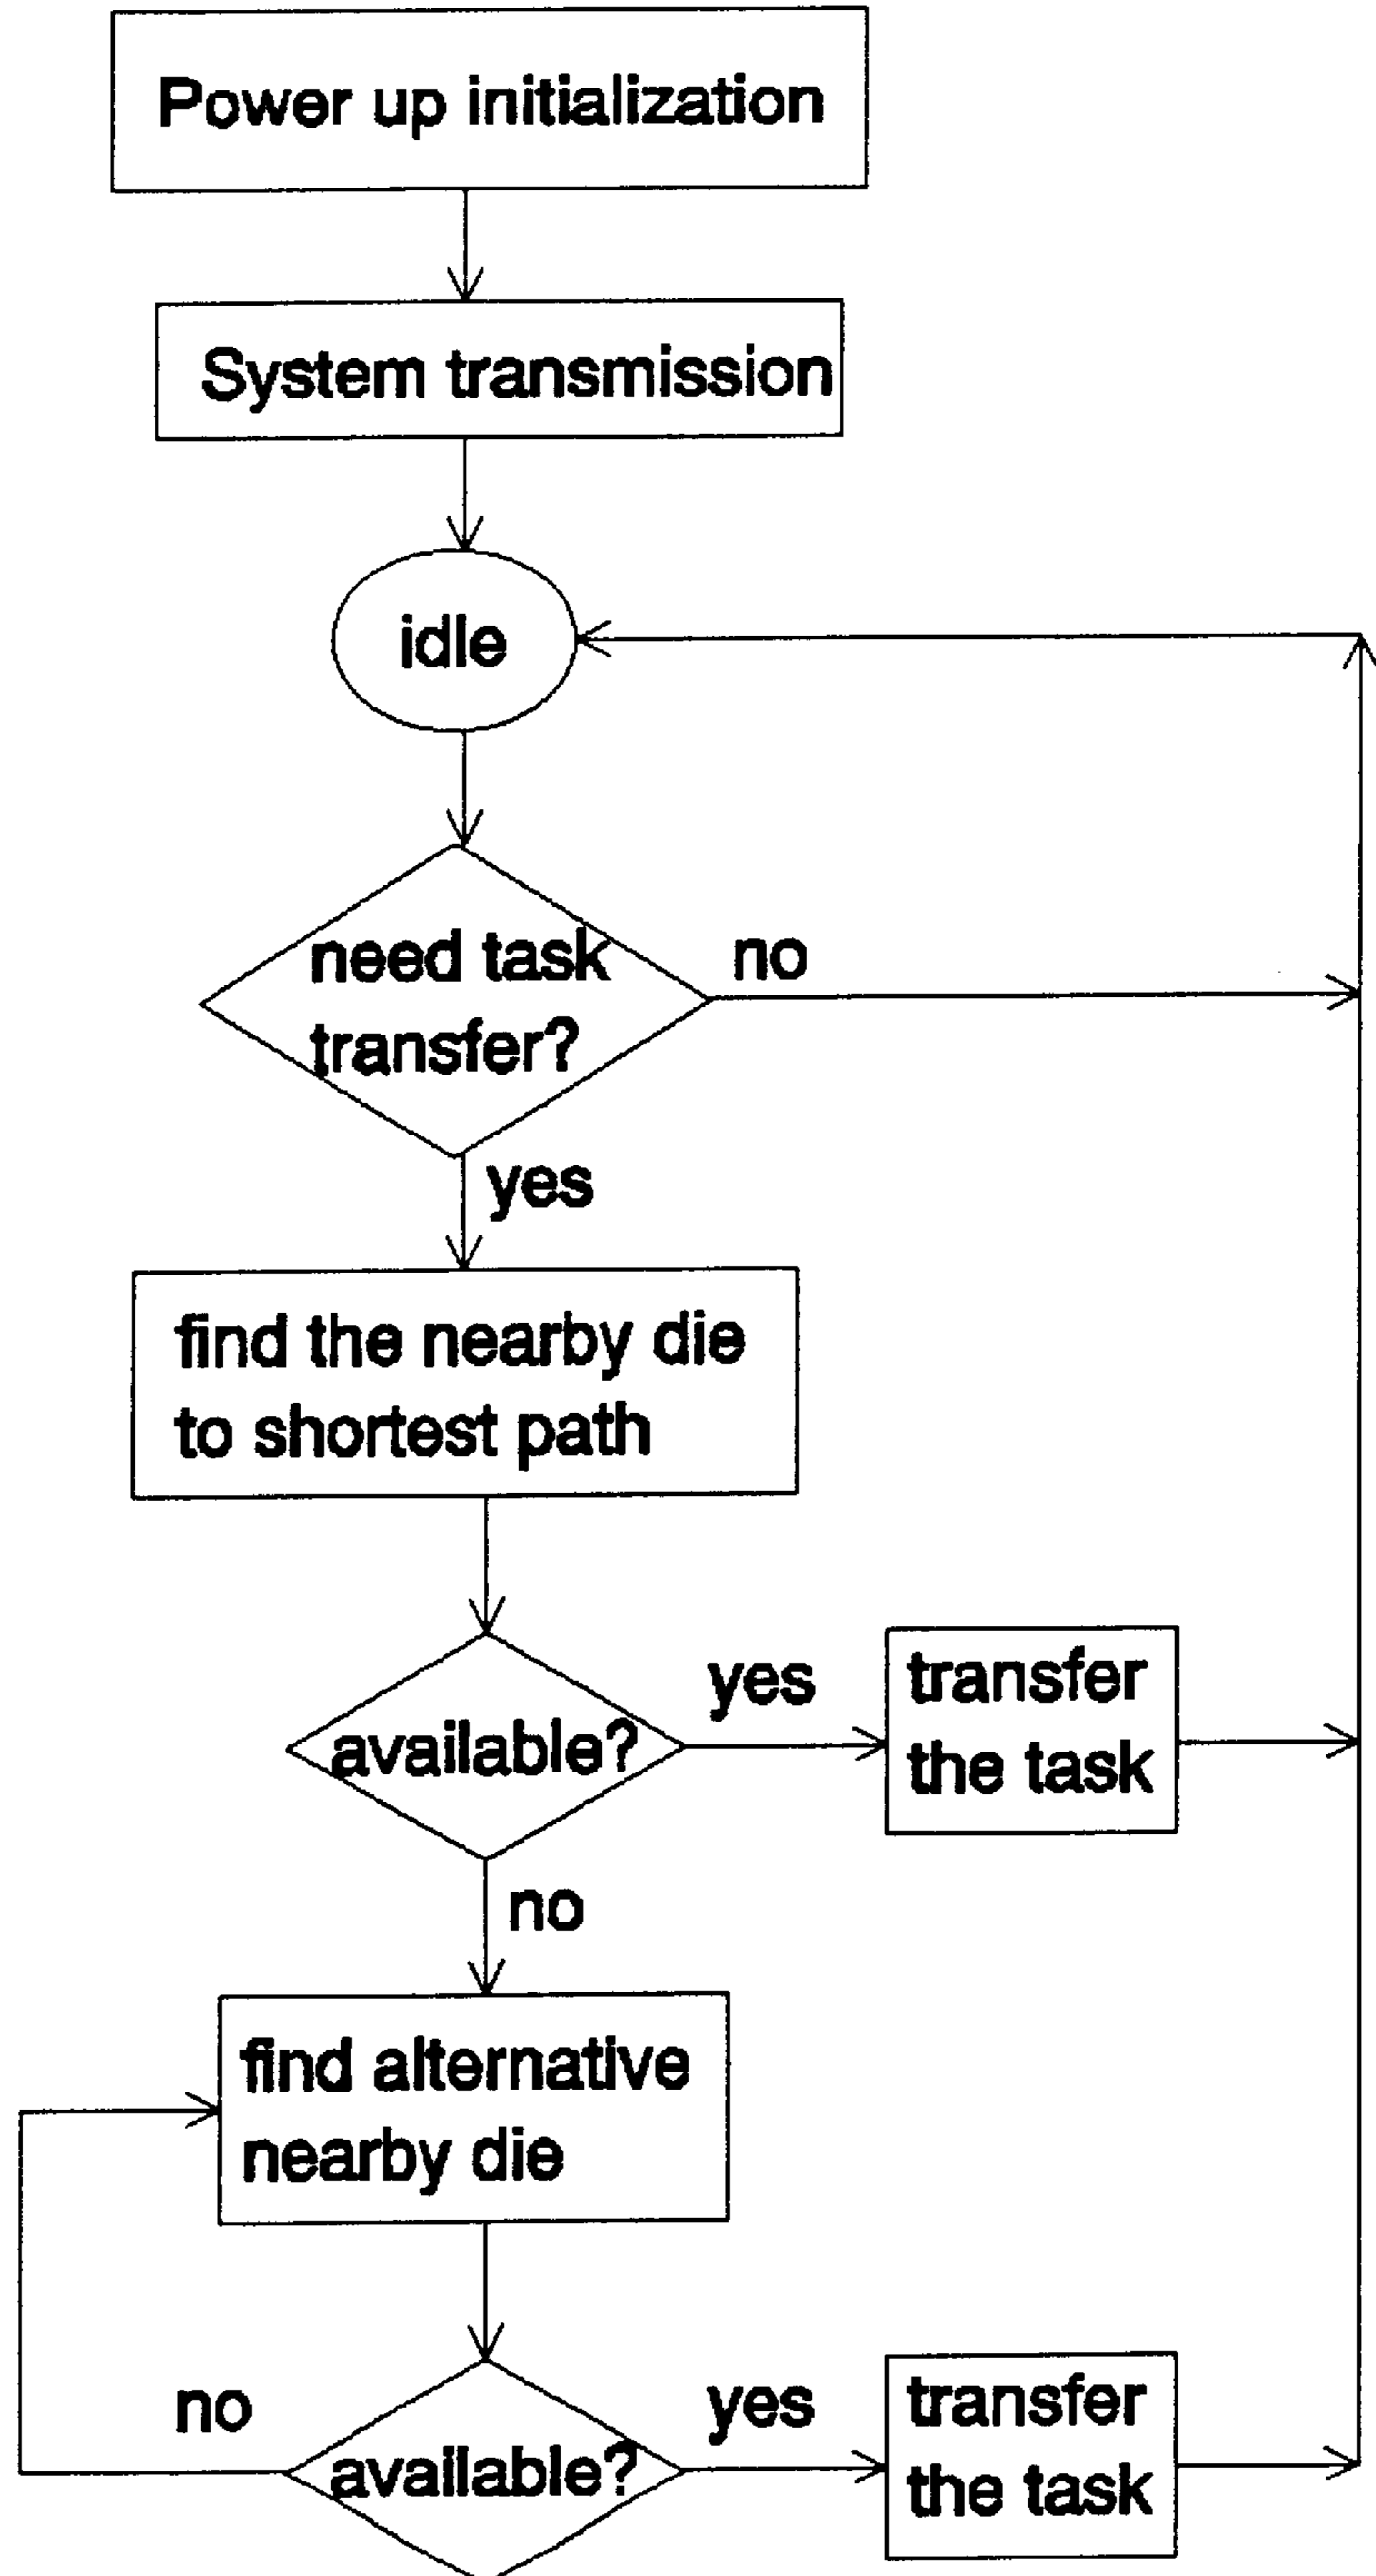 Power up initialization
System transmission
idle
need task
transfer?
no
yes
find the nearby die
to shortest path
available?
yes
transfer
the task
no
find alternative
nearby die
no
available?
yes
transfer
the task